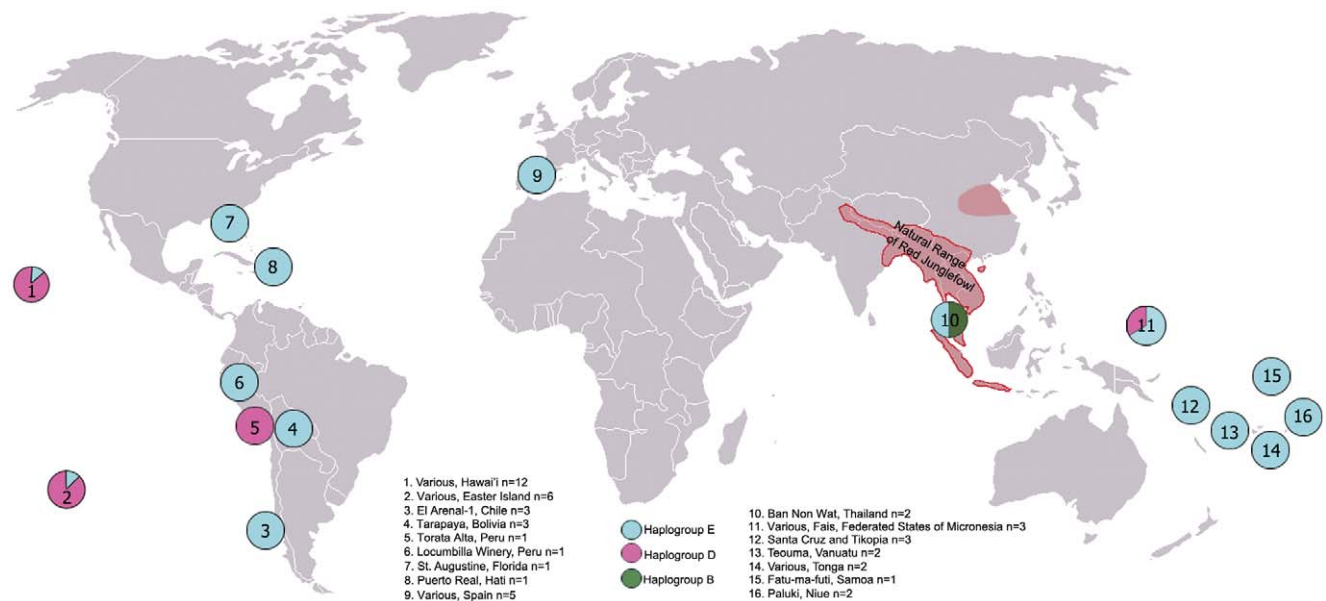 7
9
8
1
Natural Range
of Red Junglefowl
10
11
6
15
12
16
5
4
13
14
2
3
1. Various, Hawai'i n=12
2. Various, Easter Island n=6
3. El Arenal-1, Chile n=3
4. Tarapaya, Bolivia n=3
5. Torata Alta, Peru n=1
6. Locumbilla Winery, Peru n=1
7. St. Augustine, Florida n=1
8. Puerto Real, Hati n=1
9. Various, Spain n=5
Haplogroup E
Haplogroup D
Haplogroup B
10. Ban Non Wat, Thailand n=2
11. Various, Fais, Federated States of Micronesia n=3
12. Santa Cruz and Tikopia n=3
13. Teouma, Vanuatu n=2
14. Various, Tonga n=2
15. Fatu-ma-futi, Samoa n=1
16. Paluki, Niue n=2